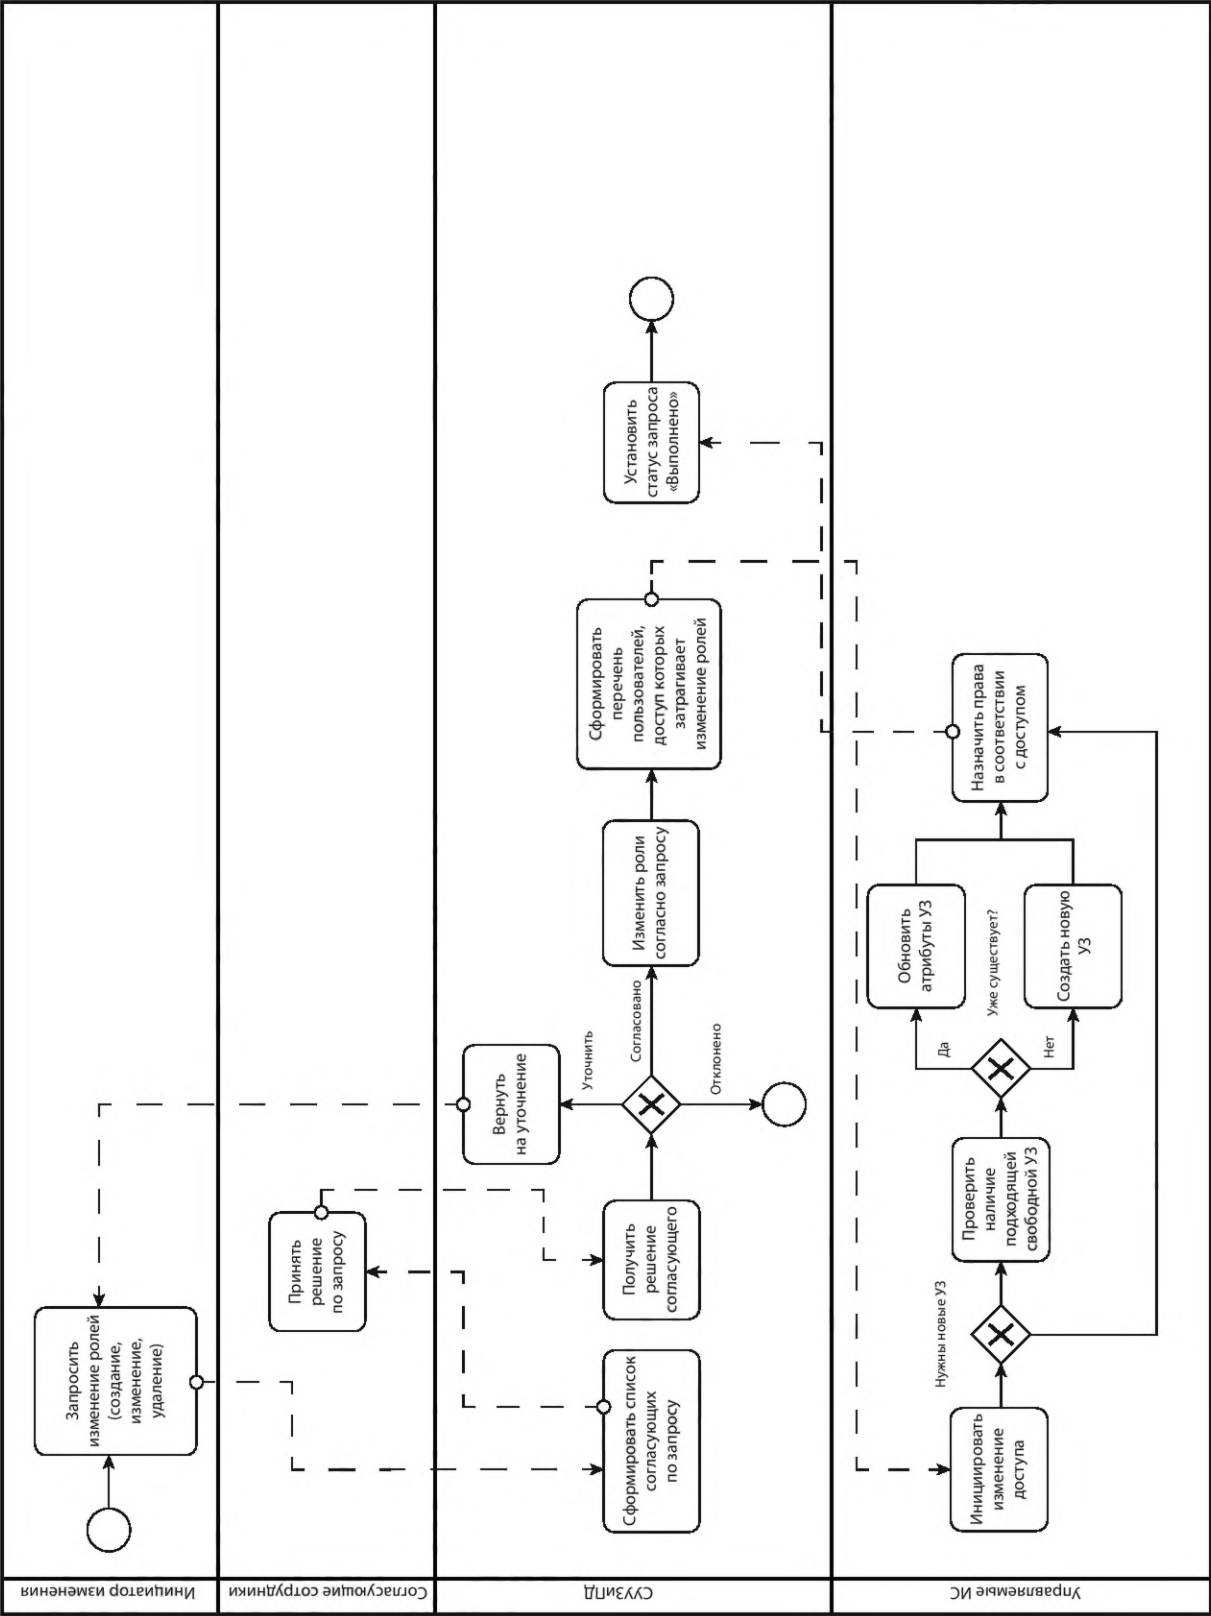 Инициатор изменения
Запросить
изменение ролей
(создание,
изменение,
удаление)
Согласующие сотрудники
Принять
решение
по запросу
СУУЗиПД
Сформировать список
согласующих
по запросу
Получить
решение
согласующего
Вернуть
на уточнение
Уточнить
Согласовано
Отклонено
Изменить роли
согласно запросу
Сформировать
перечень
пользователей,
доступ которых
затрагивает
изменение ролей
Установить
статус запроса
«Выполнено»
Управляемые ИС
Инициировать
изменение
доступа
Нужны новые УЗ
Проверить
наличие
подходящей
свободной УЗ
Да
Нет
Уже существует?
Обновить
атрибуты УЗ
Создать новую
УЗ
Назначить права
в соответствии
с доступом